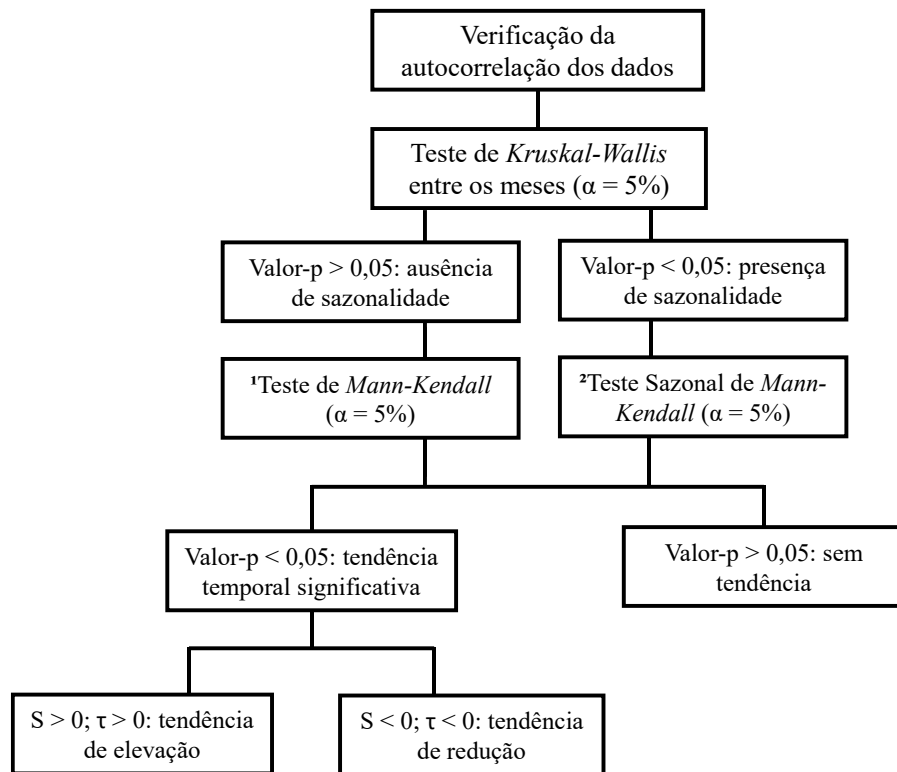 Verificação da
autocorrelação dos dados
Teste de Kruskal-Wallis
entre os meses (α = 5%)
Valor-p > 0,05: ausência
de sazonalidade
Valor-p < 0,05: presença
de sazonalidade
¹Teste de Mann-Kendall
(α = 5%)
²Teste Sazonal de Mann-
Kendall (α = 5%)
Valor-p < 0,05: tendência
temporal significativa
Valor-p > 0,05: sem
tendência
S > 0; τ > 0: tendência
de elevação
S < 0; τ < 0: tendência
de redução